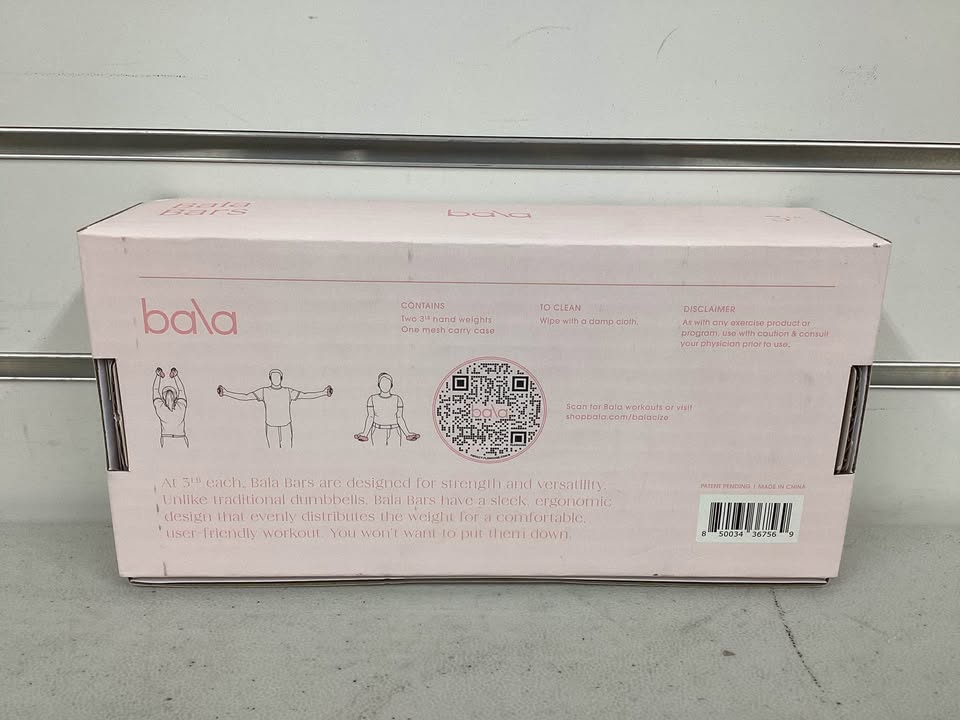 Bala
Bars
bala
bala
CONTAINS
Two 3ˡᵇ hand weights
One mesh carry case
TO CLEAN
Wipe with a damp cloth.
DISCLAIMER
As with any exercise product or
program, use with caution & consult
your physician prior to use.
bala
Scan for Bala workouts or visit
shopbala.com/balacize
At 3ᴸᴮ each, Bala Bars are designed for strength and versatility.
Unlike traditional dumbbells, Bala Bars have a sleek, ergonomic
design that evenly distributes the weight for a comfortable,
user-friendly workout. You won't want to put them down.
PATENT PENDING | MADE IN CHINA
8 50034 36756 9